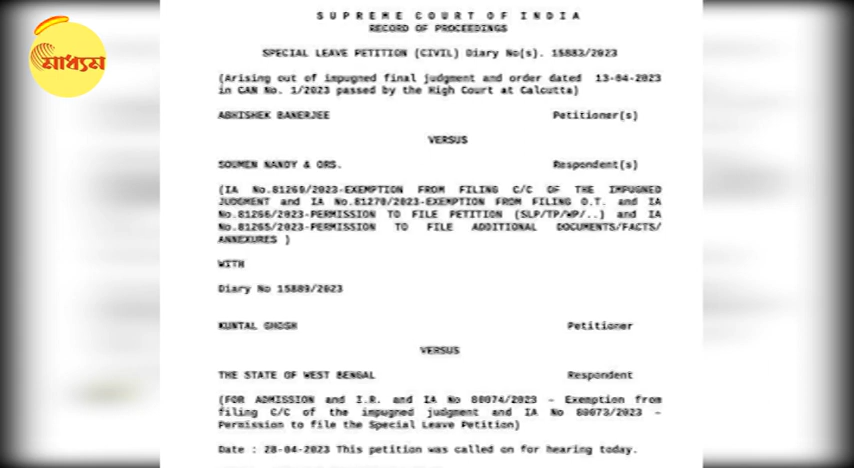 মাধ্যম
SUPREME COURT OF INDIA
RECORD OF PROCEEDINGS
SPECIAL LEAVE PETITION (CIVIL) Diary No(s). 15883/2023
(Arising out of impugned final judgment and order dated 13-04-2023
in CAN No. 1/2023 passed by the High Court at Calcutta)
ABHISHEK BANERJEE Petitioner(s)
VERSUS
SOUMEN NANDY & ORS. Respondent(s)
(IA No.81269/2023-EXEMPTION FROM FILING C/C OF THE IMPUGNED
JUDGMENT and IA No.81270/2023-EXEMPTION FROM FILING O.T. and IA
No.81266/2023-PERMISSION TO FILE PETITION (SLP/TP/WP/..) and IA
No.81265/2023-PERMISSION TO FILE ADDITIONAL DOCUMENTS/FACTS/
ANNEXURES )
WITH
Diary No 15889/2023
KUNTAL GHOSH Petitioner
VERSUS
THE STATE OF WEST BENGAL Respondent
(FOR ADMISSION and I.R. and IA No 80074/2023 – Exemption from
filing C/C of the impugned judgment and IA No 80073/2023 –
Permission to file the Special Leave Petition)
Date : 28-04-2023 This petition was called on for hearing today.